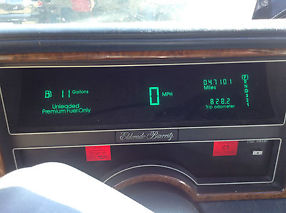 11 Gallons
Unleaded
Premium Fuel Only
0 MPH
047101
Miles
828.2
Trip odometer
Eldorado Biarritz